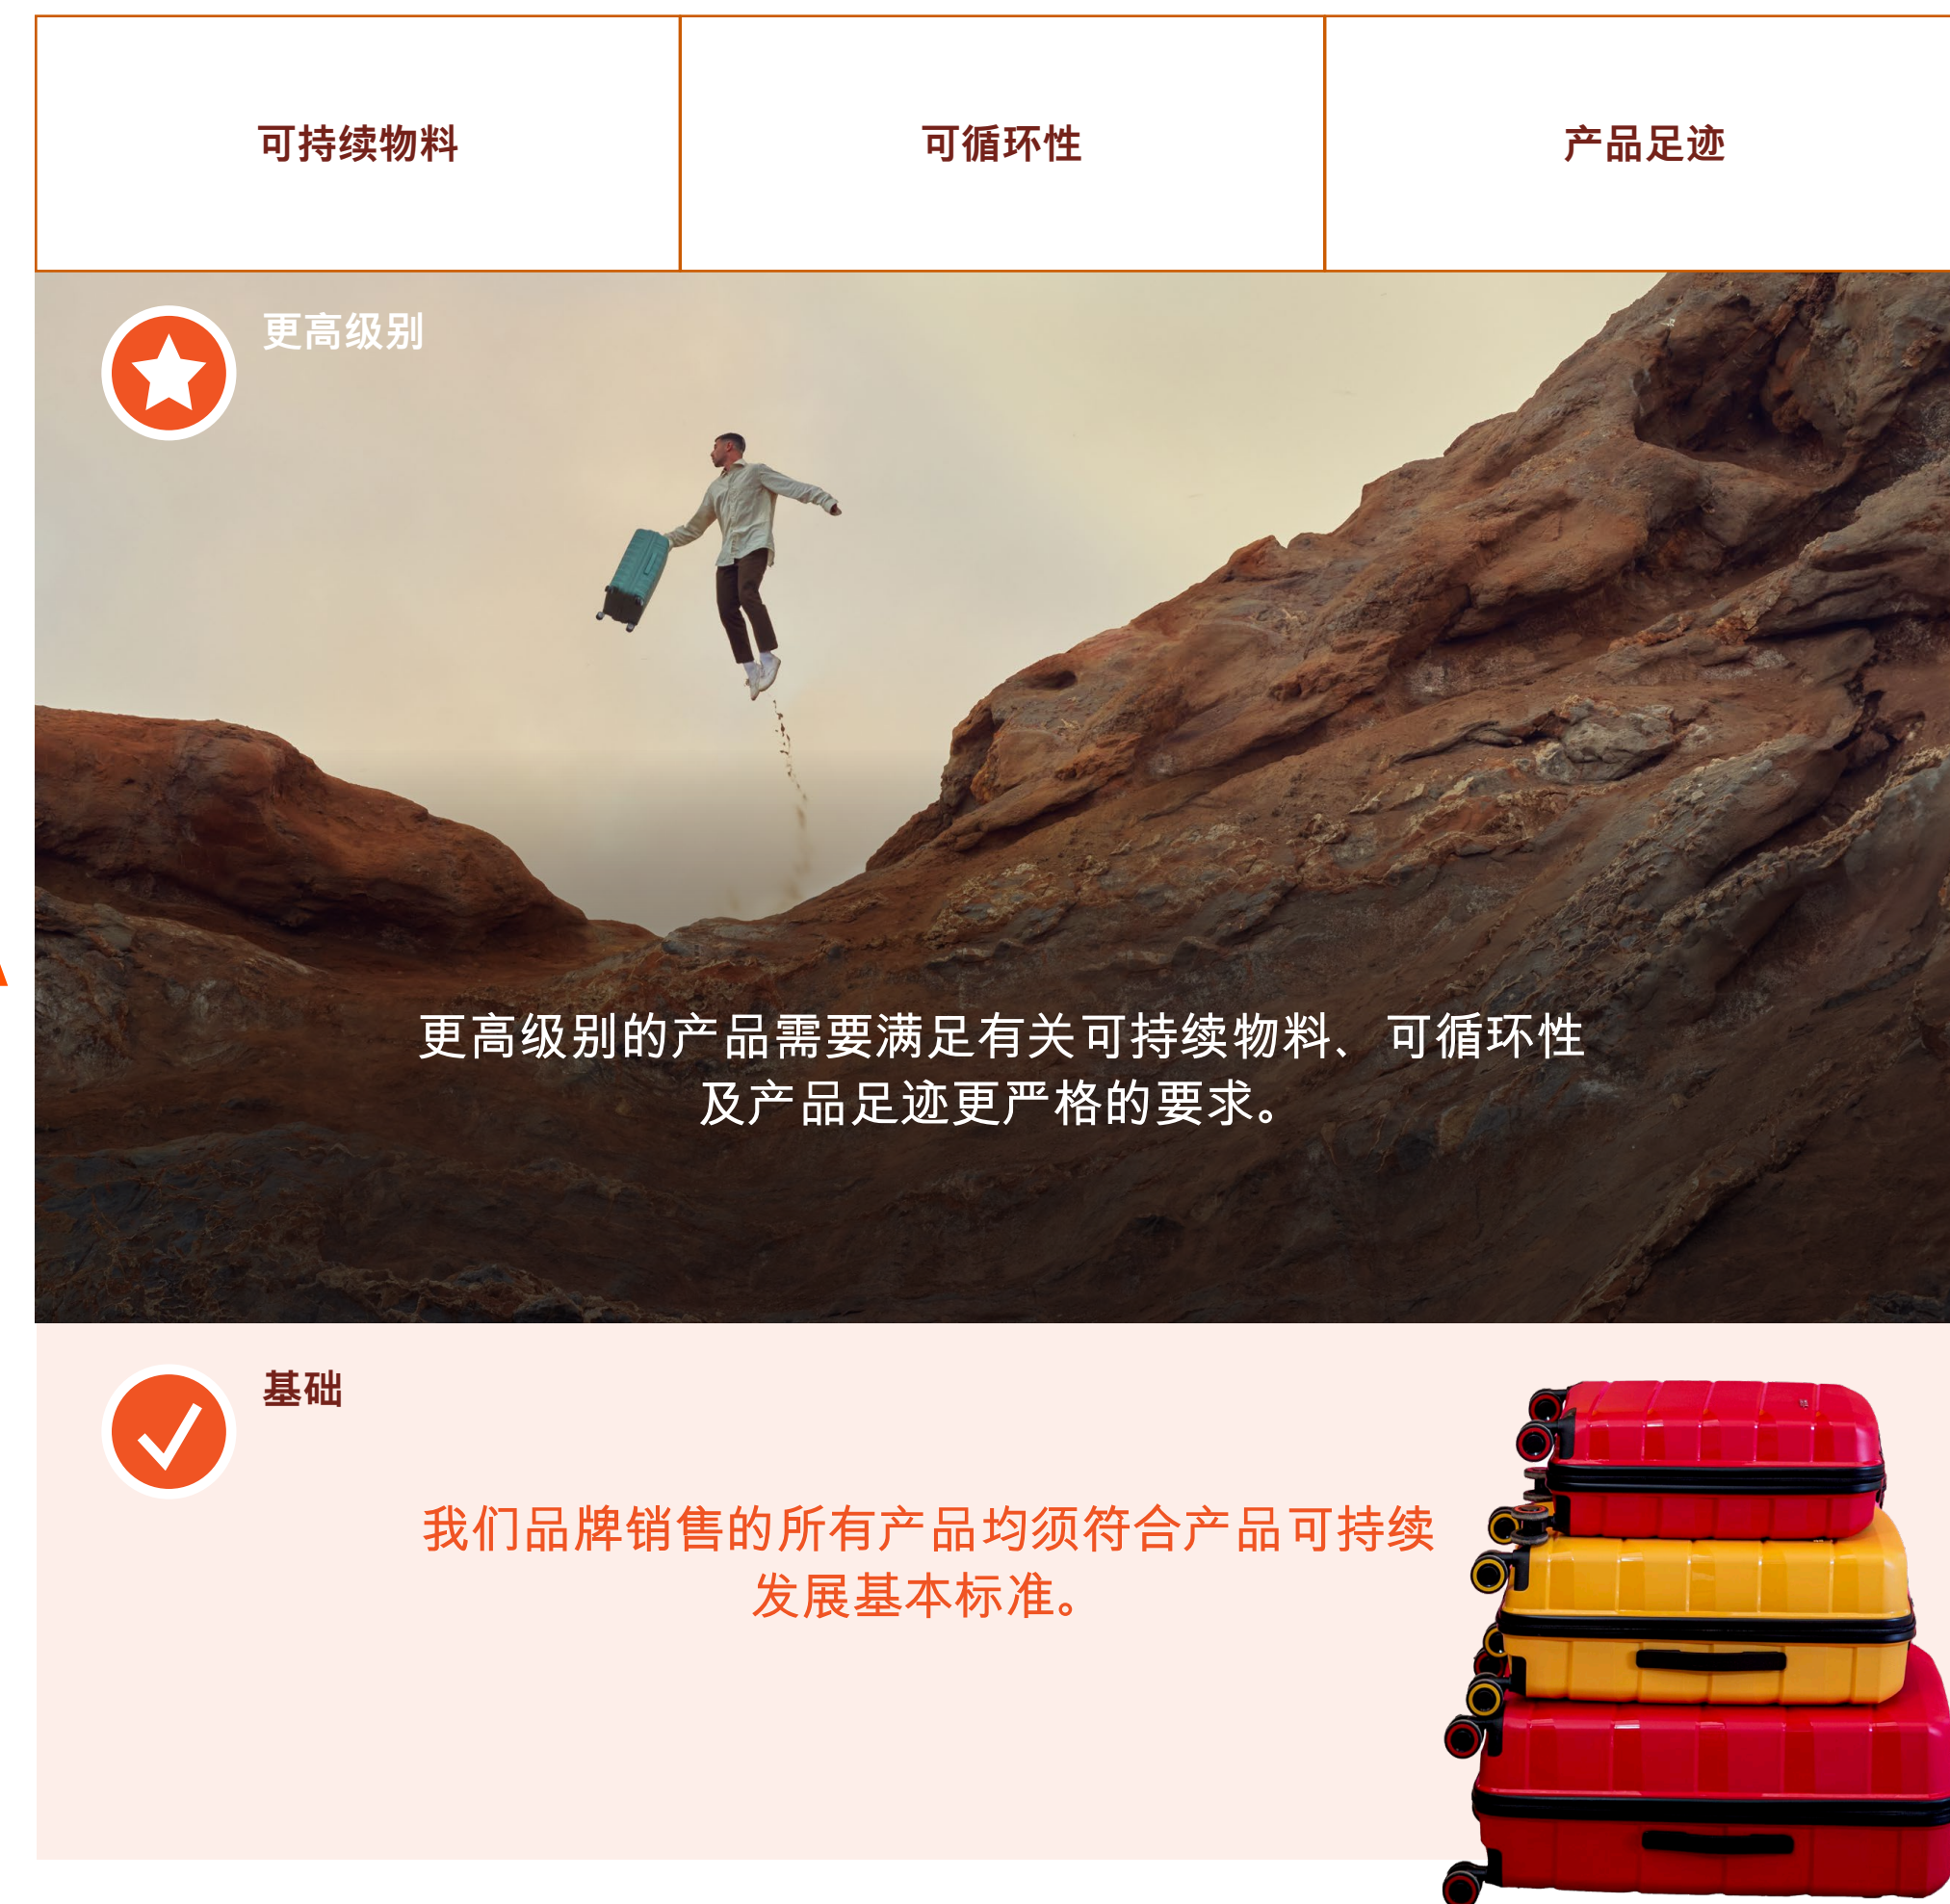 可持续物料
可循环性
产品足迹
更高级别
更高级别的产品需要满足有关可持续物料、可循环性
及产品足迹更严格的要求。
基础
我们品牌销售的所有产品均须符合产品可持续
发展基本标准。